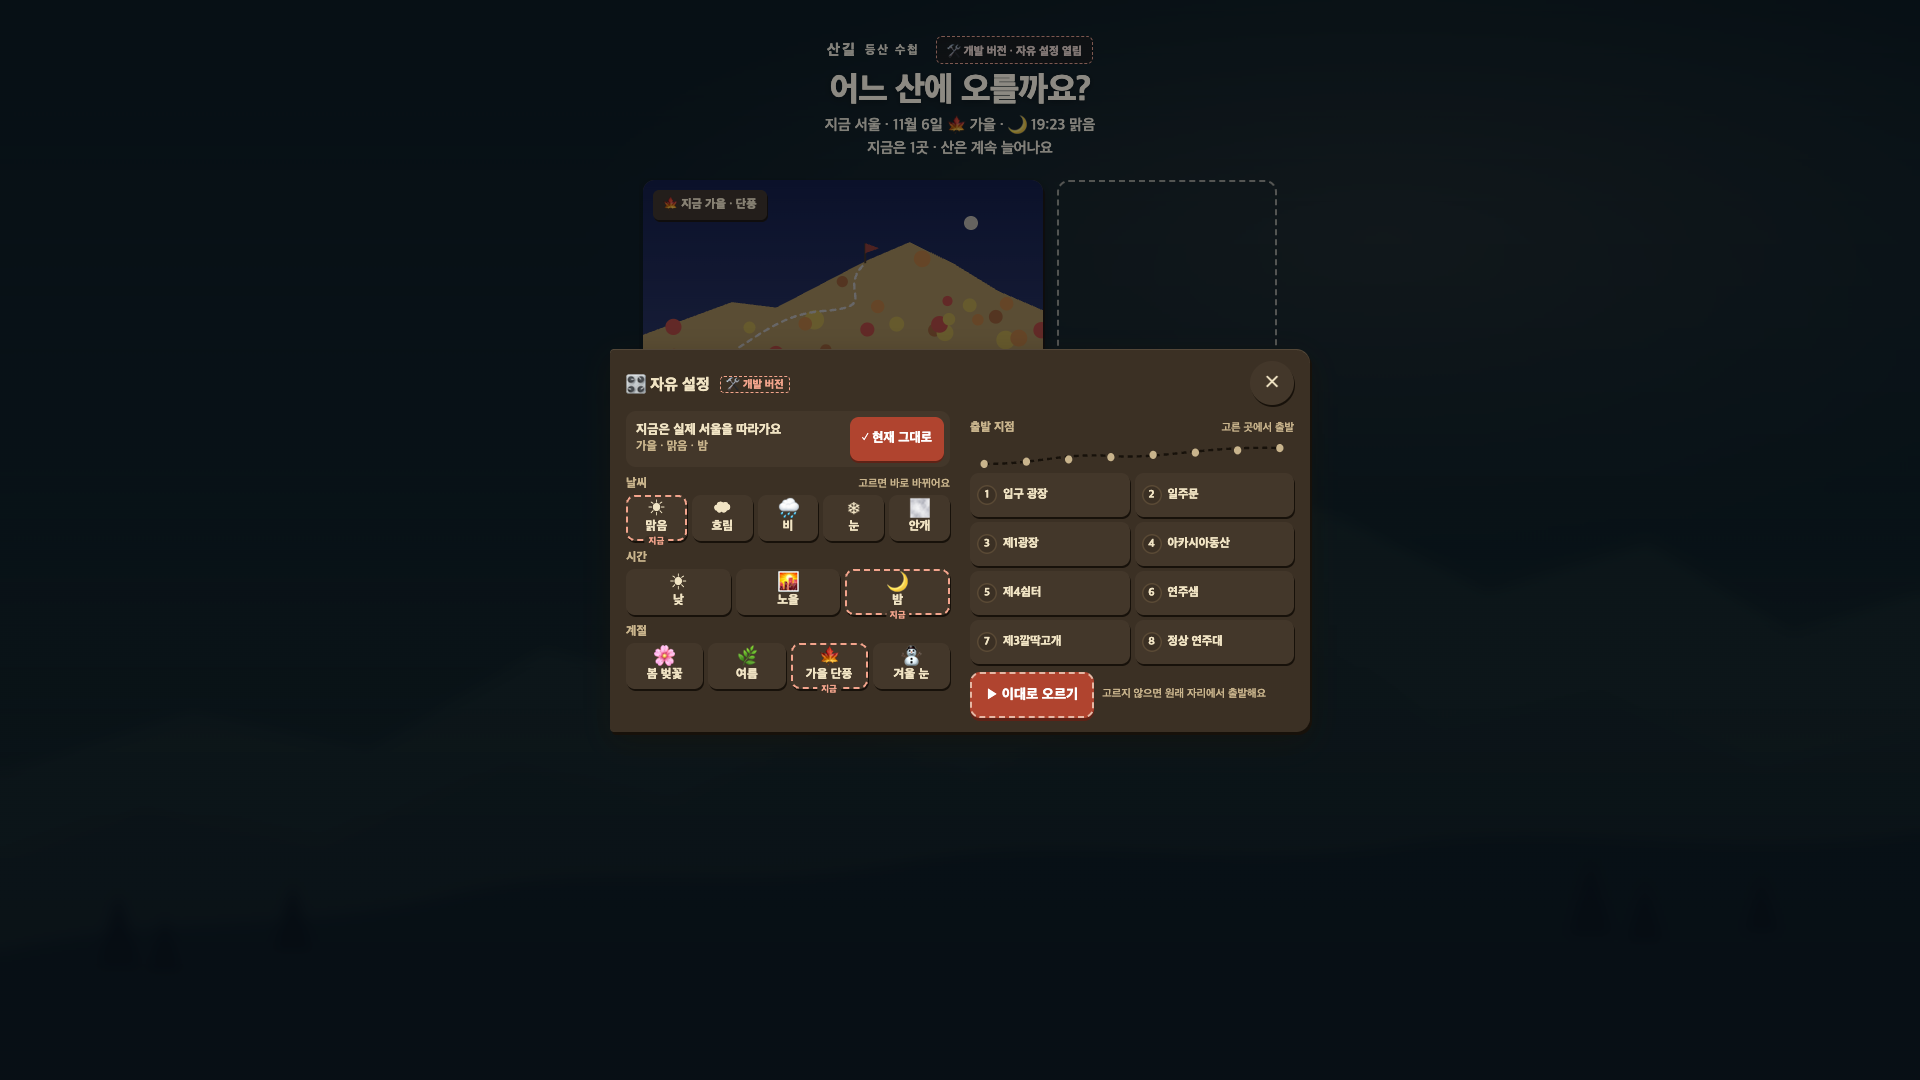 산길 등산 수첩 🛠 개발 버전 · 자유 설정 열림
어느 산에 오를까요?
지금 서울 · 11월 6일 🍁 가을 · 🌙 19:23 맑음
지금은 1곳 · 산은 계속 늘어나요
🍁 지금 가을 · 단풍
🎛 자유 설정 🛠 개발 버전
✕
지금은 실제 서울을 따라가요
가을 · 맑음 · 밤
✓ 현재 그대로
날씨 고르면 바로 바뀌어요
맑음 흐림 비 눈 안개
지금
시간
낮 노을 밤
지금
계절
봄 벚꽃 여름 가을 단풍 겨울 눈
지금
출발 지점 고른 곳에서 출발
1 입구 광장 2 일주문
3 제1광장 4 아카시아동산
5 제4쉼터 6 연주샘
7 제3깔딱고개 8 정상 연주대
▶ 이대로 오르기 고르지 않으면 원래 자리에서 출발해요